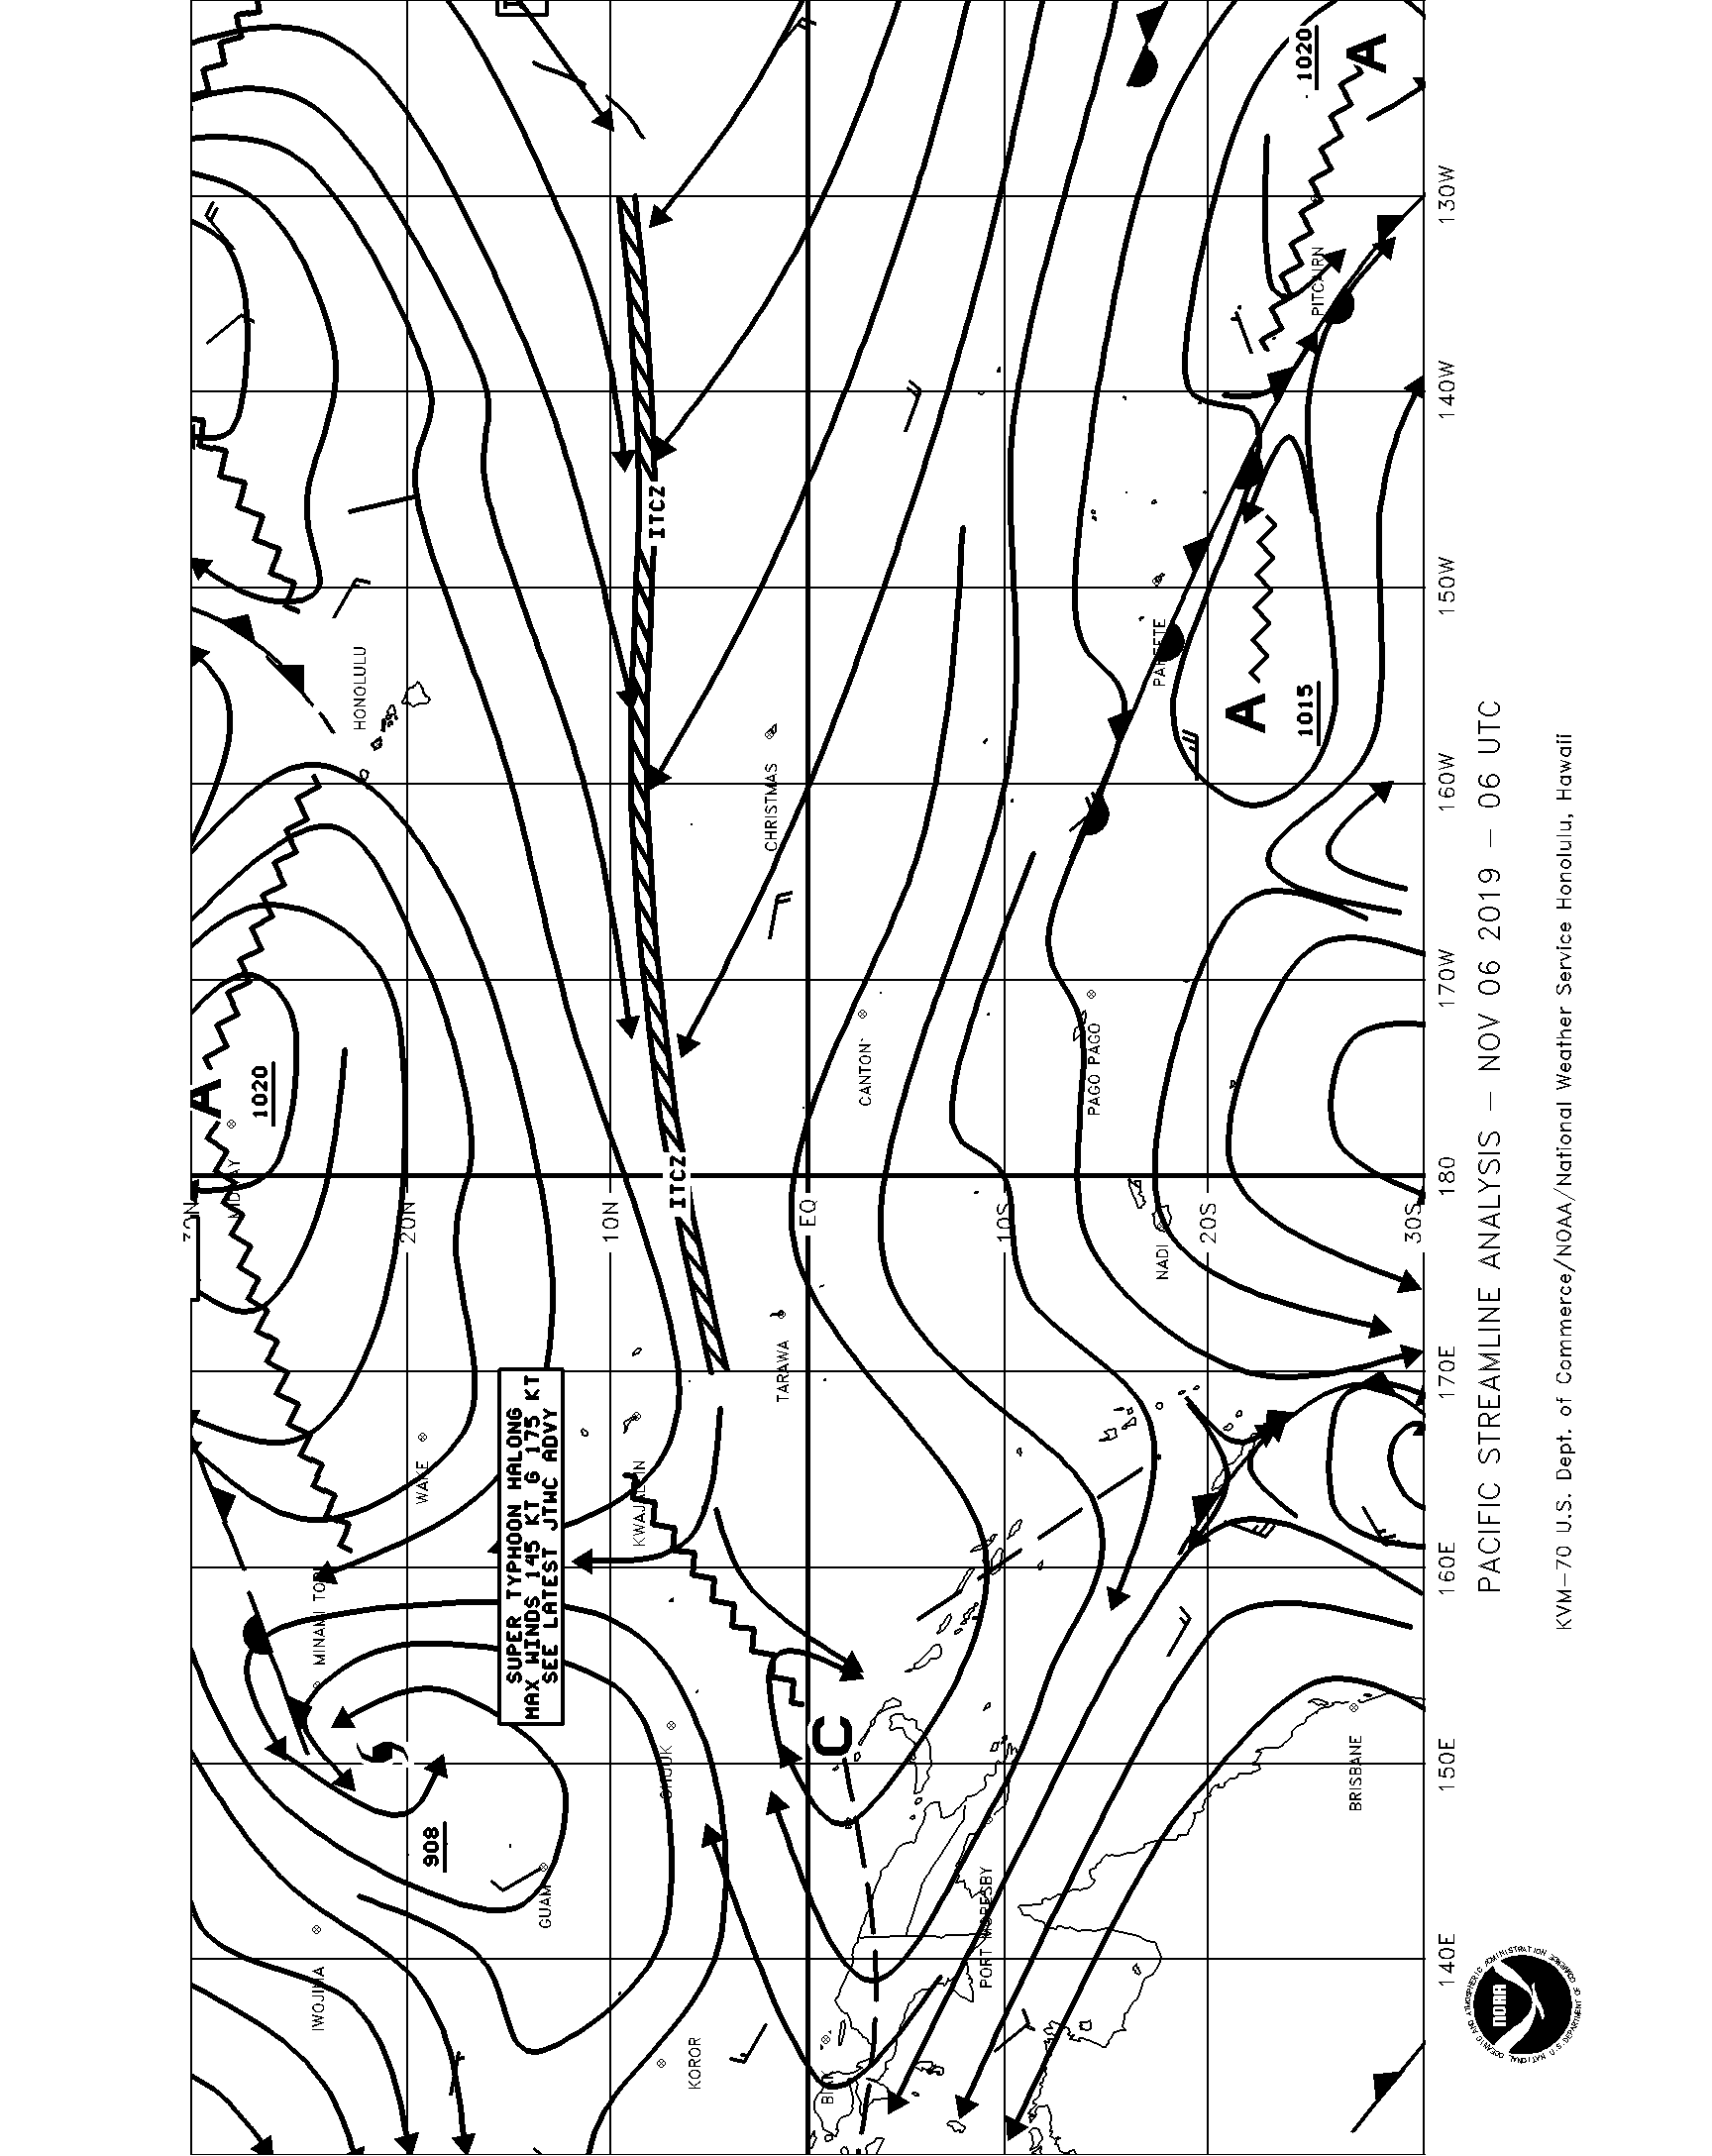 1020
A
130W
PITCAIRN
140W
ITCZ
150W
HONOLULU
PAPEETE
A
1015
160W
CHRISTMAS
170W
CANTON
PAGO PAGO
A
1020
MIDWAY
180
ITCZ
30N
20N
10N
EQ
10S
20S
30S
NADI
TARAWA
170E
SUPER TYPHOON HALONG
MAX WINDS 145 KT G 175 KT
SEE LATEST JTWC ADVY
WAKE
KWAJALEIN
160E
MINAMI TORI
C
150E
CHUUK
BRISBANE
908
GUAM
PORT MORESBY
140E
IWOJIMA
KOROR
BIAK
PACIFIC STREAMLINE ANALYSIS - NOV 06 2019 - 06 UTC
KVM-70 U.S. Dept. of Commerce/NOAA/National Weather Service Honolulu, Hawaii
NOAA
NATIONAL OCEANIC AND ATMOSPHERIC ADMINISTRATION
U.S. DEPARTMENT OF COMMERCE